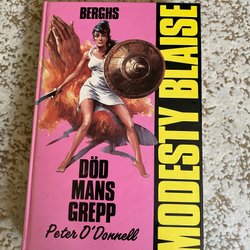 BERGHS
DÖD
MANS
GREPP
Peter O'Donnell
MODESTY BLAISE